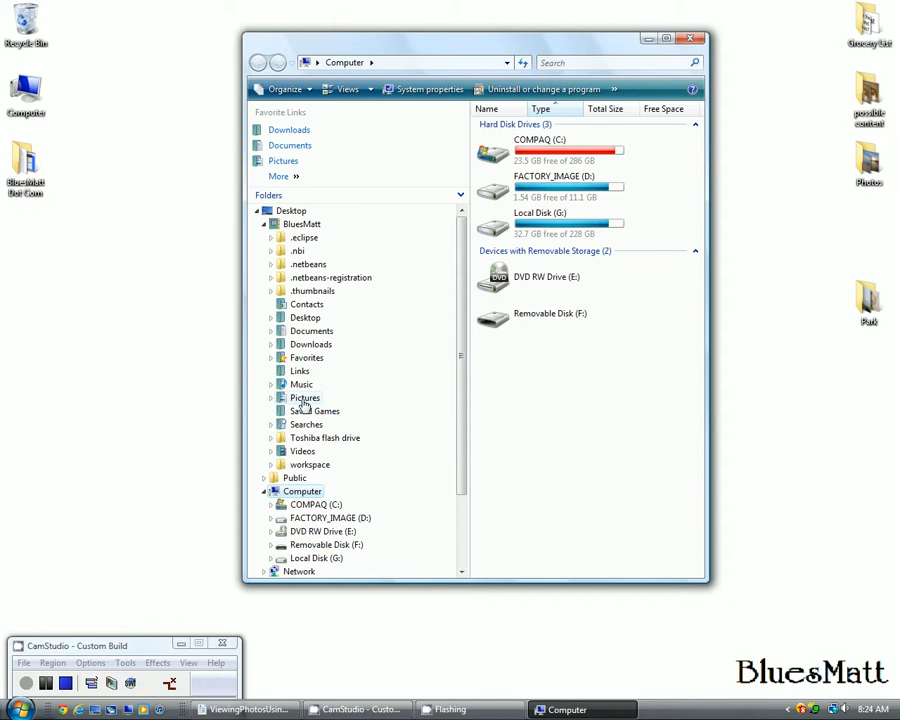 Recycle Bin
Computer
BluesMatt
Dot Com
Grocery List
possible
content
Photos
Park
Computer
Search
Organize
Views
System properties
Uninstall or change a program
»
?
Favorite Links
Downloads
Documents
Pictures
More »
Folders
Desktop
BluesMatt
.eclipse
.nbi
.netbeans
.netbeans-registration
.thumbnails
Contacts
Desktop
Documents
Downloads
Favorites
Links
Music
Pictures
Games
Searches
Toshiba flash drive
Videos
workspace
Public
Computer
COMPAQ (C:)
FACTORY_IMAGE (D:)
DVD RW Drive (E:)
Removable Disk (F:)
Local Disk (G:)
Network
Name Type Total Size Free Space
Hard Disk Drives (3)
COMPAQ (C:)
23.5 GB free of 286 GB
FACTORY_IMAGE (D:)
1.54 GB free of 11.1 GB
Local Disk (G:)
32.7 GB free of 228 GB
Devices with Removable Storage (2)
DVD
DVD RW Drive (E:)
Removable Disk (F:)
CamStudio - Custom Build
File Region Options Tools Effects View Help
BluesMatt
ViewingPhotosUsin...
CamStudio - Custo...
Flashing
Computer
8:24 AM